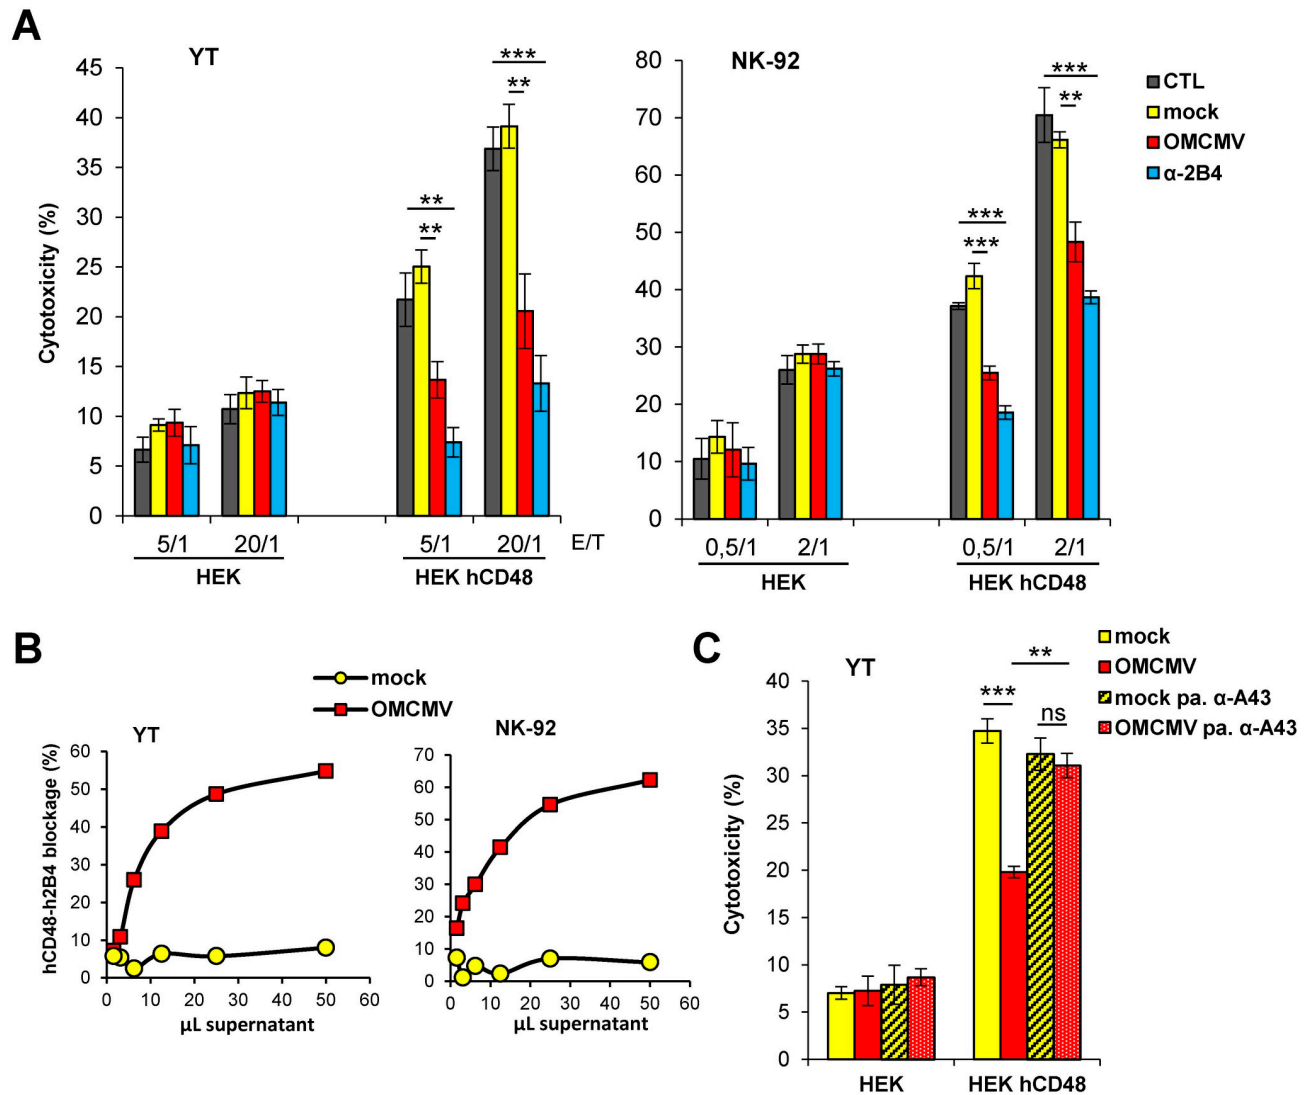 A
YT
NK-92
CTL
mock
OMCMV
α-2B4
Cytotoxicity (%)
45
40
35
30
25
20
15
10
5
0
***
**
**
**
80
70
60
50
40
30
20
10
0
***
**
***
***
5/1 20/1 5/1 20/1 E/T
HEK HEK hCD48
0,5/1 2/1 0,5/1 2/1
HEK HEK hCD48
B
mock
OMCMV
YT
NK-92
hCD48-h2B4 blockage (%)
60
50
40
30
20
10
0
0 10 20 30 40 50 60
µL supernatant
70
60
50
40
30
20
10
0
0 10 20 30 40 50 60
µL supernatant
C
YT
mock
OMCMV
mock pa. α-A43
OMCMV pa. α-A43
Cytotoxicity (%)
40
35
30
25
20
15
10
5
0
**
***
ns
HEK HEK hCD48